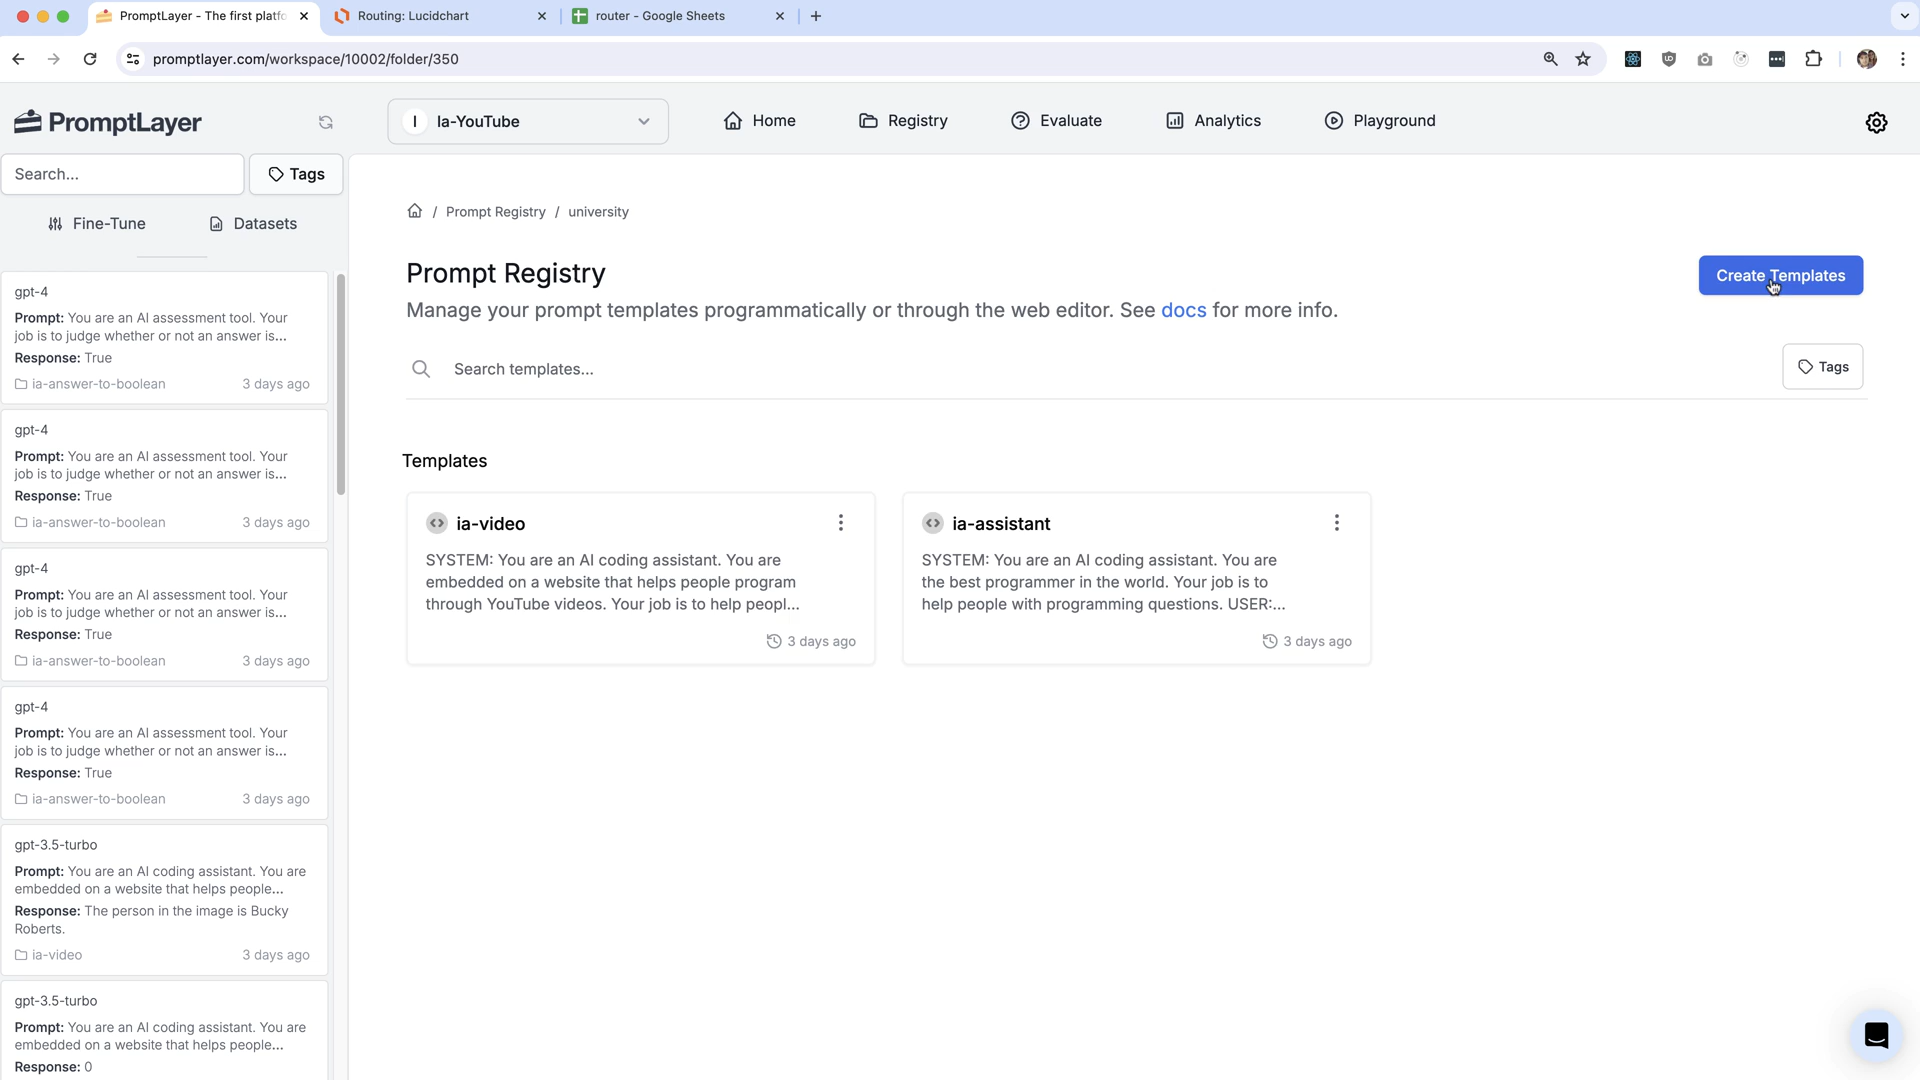 PromptLayer - The first platfo
Routing: Lucidchart
router - Google Sheets
promptlayer.com/workspace/10002/folder/350
PromptLayer
I Ia-YouTube
Home
Registry
Evaluate
Analytics
Playground
Search...
Tags
Fine-Tune
Datasets
gpt-4
Prompt: You are an AI assessment tool. Your
job is to judge whether or not an answer is...
Response: True
ia-answer-to-boolean 3 days ago
gpt-4
Prompt: You are an AI assessment tool. Your
job is to judge whether or not an answer is...
Response: True
ia-answer-to-boolean 3 days ago
gpt-4
Prompt: You are an AI assessment tool. Your
job is to judge whether or not an answer is...
Response: True
ia-answer-to-boolean 3 days ago
gpt-4
Prompt: You are an AI assessment tool. Your
job is to judge whether or not an answer is...
Response: True
ia-answer-to-boolean 3 days ago
gpt-3.5-turbo
Prompt: You are an AI coding assistant. You are
embedded on a website that helps people...
Response: The person in the image is Bucky
Roberts.
ia-video 3 days ago
gpt-3.5-turbo
Prompt: You are an AI coding assistant. You are
embedded on a website that helps people...
Response: 0
/ Prompt Registry / university
Prompt Registry
Create Templates
Manage your prompt templates programmatically or through the web editor. See docs for more info.
Search templates...
Tags
Templates
ia-video
SYSTEM: You are an AI coding assistant. You are
embedded on a website that helps people program
through YouTube videos. Your job is to help peopl...
3 days ago
ia-assistant
SYSTEM: You are an AI coding assistant. You are
the best programmer in the world. Your job is to
help people with programming questions. USER:...
3 days ago